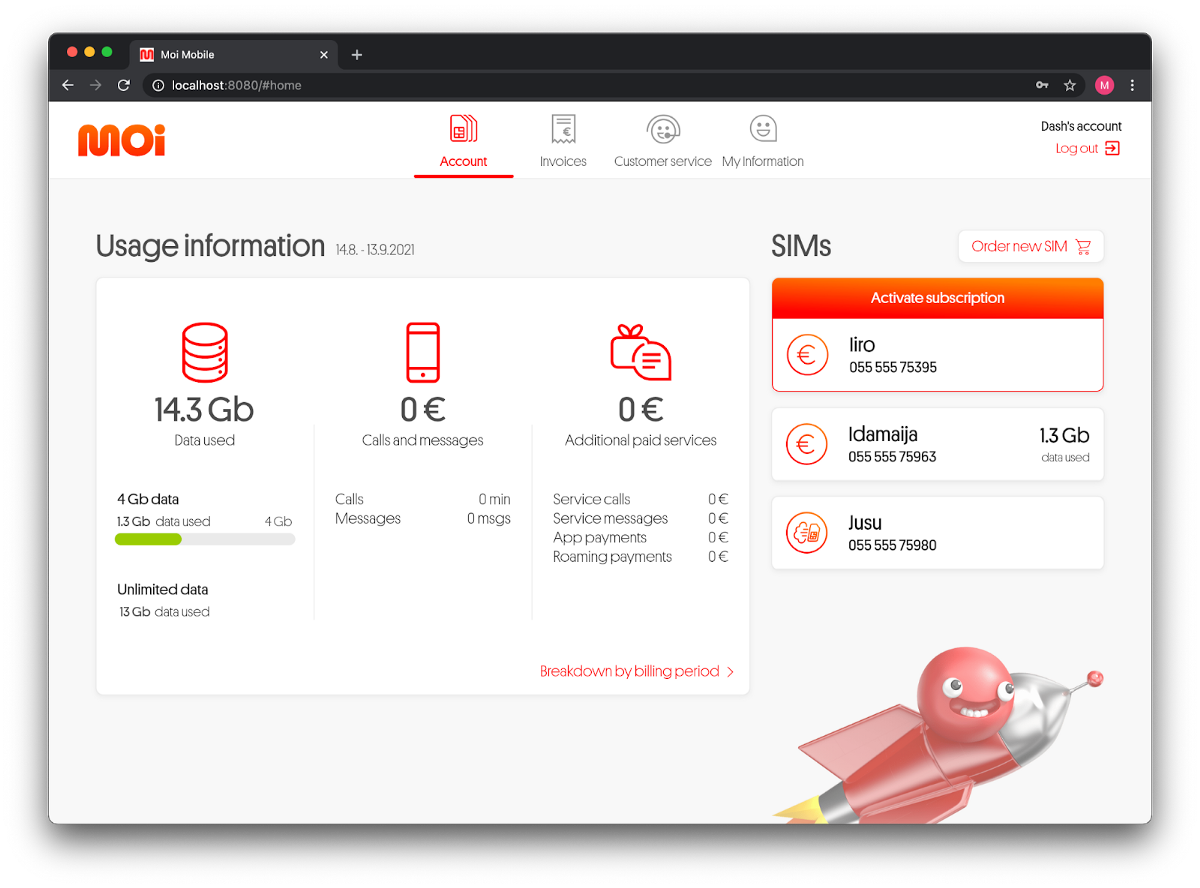 Moi Mobile
localhost:8080/#home
M
MOi
Account
Invoices
Customer service
My Information
Dash's account
Log out
Usage information 14.8. - 13.9.2021
14.3 Gb
Data used
4 Gb data
1.3 Gb data used 4 Gb
Unlimited data
13 Gb data used
0 €
Calls and messages
Calls 0 min
Messages 0 msgs
0 €
Additional paid services
Service calls 0 €
Service messages 0 €
App payments 0 €
Roaming payments 0 €
Breakdown by billing period
SIMs
Order new SIM
Activate subscription
Iiro
055 555 75395
Idamaija
055 555 75963
1.3 Gb
data used
Jusu
055 555 75980